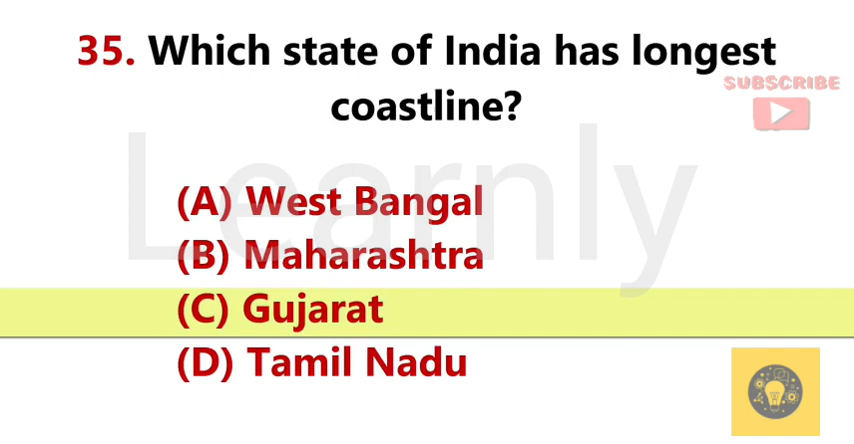 35. Which state of India has longest
coastline?
SUBSCRIBE
Learnly
(A) West Bangal
(B) Maharashtra
(C) Gujarat
(D) Tamil Nadu